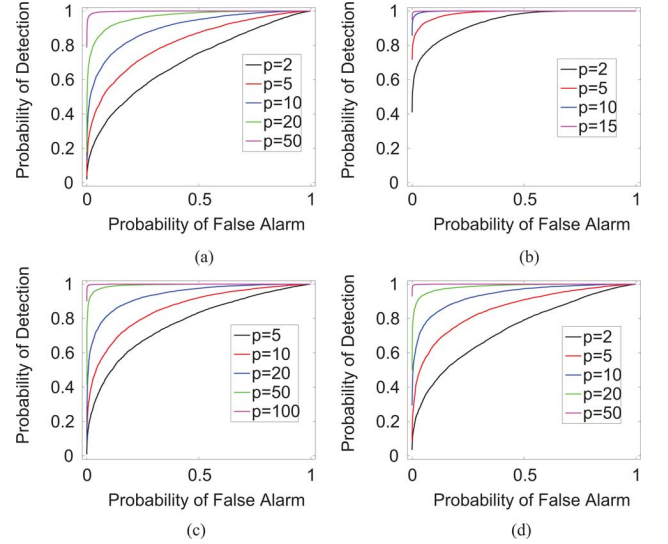 Probability of Detection
1
0.8
0.6
0.4
0.2
0
p=2
p=5
p=10
p=20
p=50
0 0.5 1
Probability of False Alarm
(a)
Probability of Detection
1
0.8
0.6
0.4
0.2
0
p=2
p=5
p=10
p=15
0 0.5 1
Probability of False Alarm
(b)
Probability of Detection
1
0.8
0.6
0.4
0.2
0
p=5
p=10
p=20
p=50
p=100
0 0.5 1
Probability of False Alarm
(c)
Probability of Detection
1
0.8
0.6
0.4
0.2
0
p=2
p=5
p=10
p=20
p=50
0 0.5 1
Probability of False Alarm
(d)